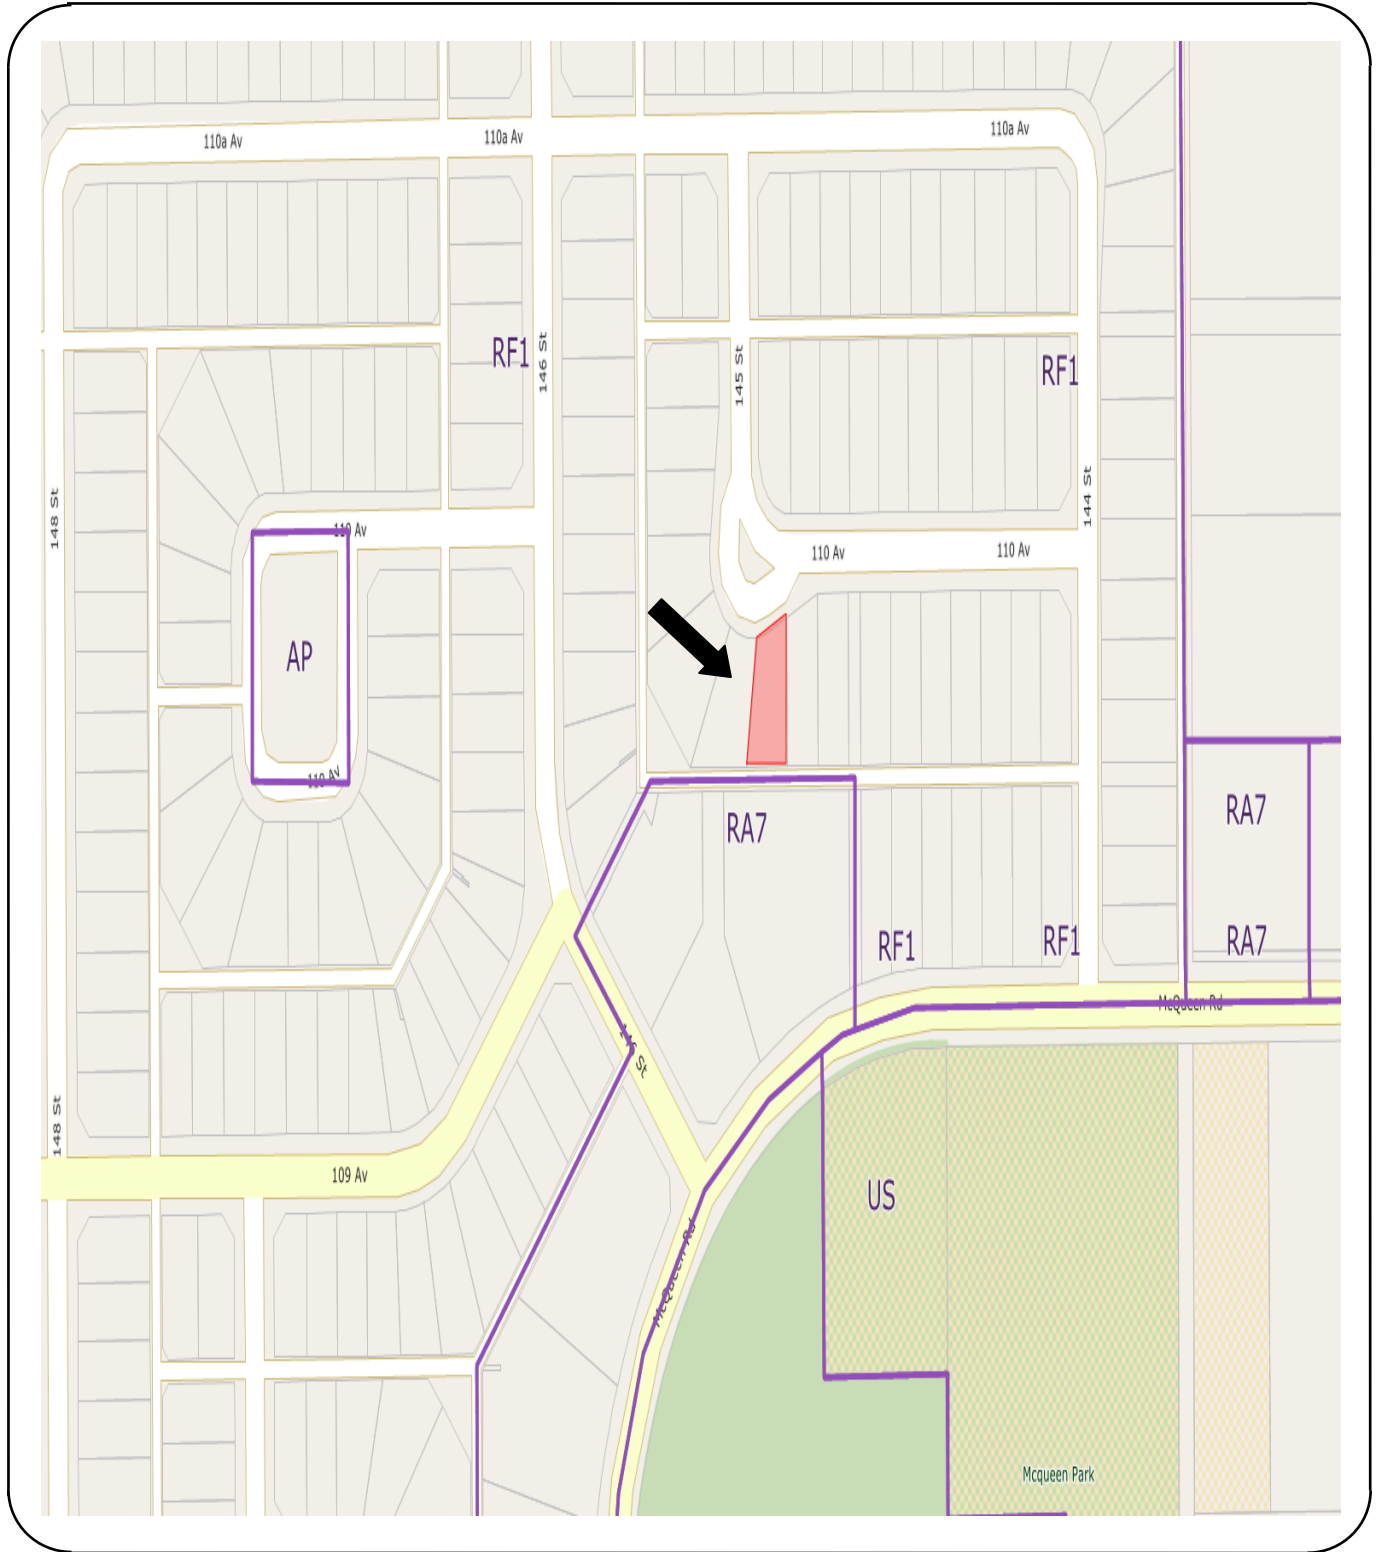 110a Av
110a Av
110a Av
RF1
146 St
145 St
RF1
148 St
144 St
110 Av
110 Av
110 Av
AP
110 Av
RA7
RA7
RF1
RF1
RA7
McQueen Rd
146 St
148 St
109 Av
US
McQueen Rd
Mcqueen Park